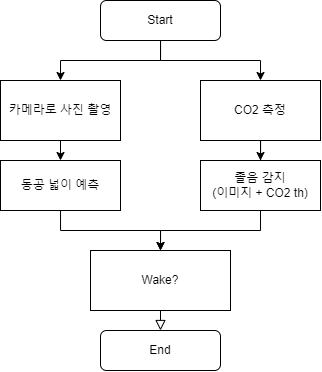 Start
카메라로 사진 촬영
CO2 측정
동공 넓이 예측
졸음 감지
(이미지 + CO2 th)
Wake?
End